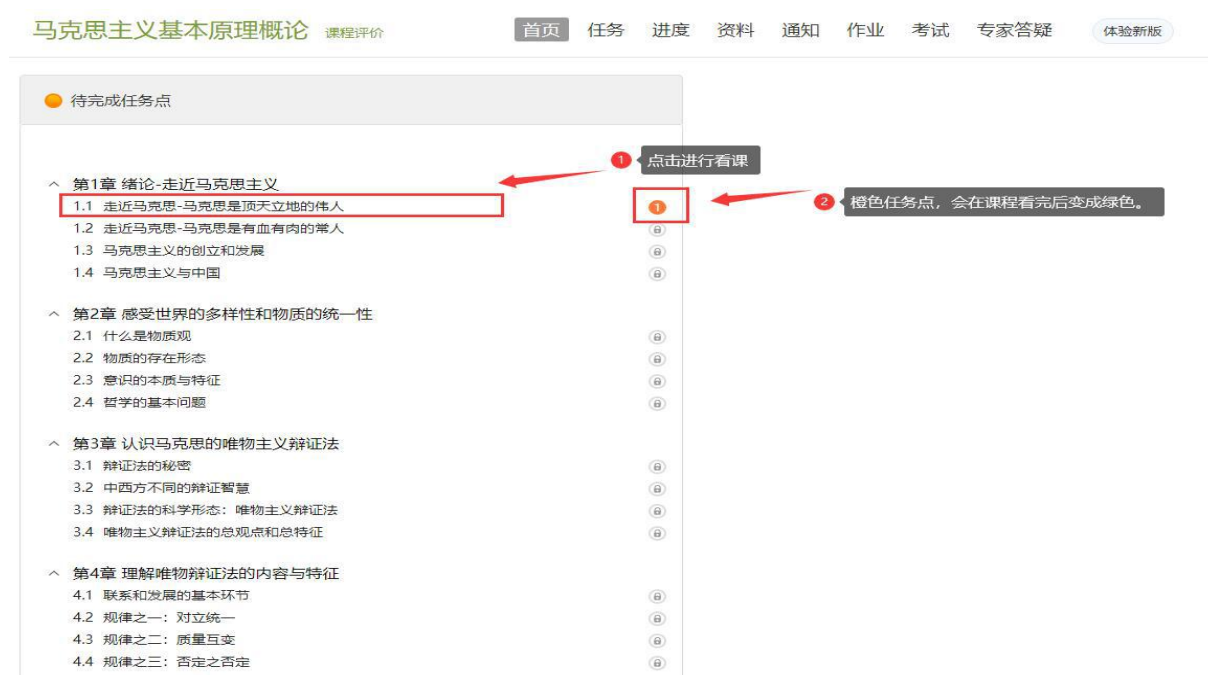 马克思主义基本原理概论 课程评价 首页 任务 进度 资料 通知 作业 考试 专家答疑 体验新版
待完成任务点
1 点击进行看课
第1章 绪论-走近马克思主义
1.1 走近马克思-马克思是顶天立地的伟人 1
2 橙色任务点，会在课程看完后变成绿色。
1.2 走近马克思-马克思是有血有肉的常人
1.3 马克思主义的创立和发展
1.4 马克思主义与中国
第2章 感受世界的多样性和物质的统一性
2.1 什么是物质观
2.2 物质的存在形态
2.3 意识的本质与特征
2.4 哲学的基本问题
第3章 认识马克思的唯物主义辩证法
3.1 辩证法的秘密
3.2 中西方不同的辩证智慧
3.3 辩证法的科学形态：唯物主义辩证法
3.4 唯物主义辩证法的总观点和总特征
第4章 理解唯物辩证法的内容与特征
4.1 联系和发展的基本环节
4.2 规律之一：对立统一
4.3 规律之二：质量互变
4.4 规律之三：否定之否定